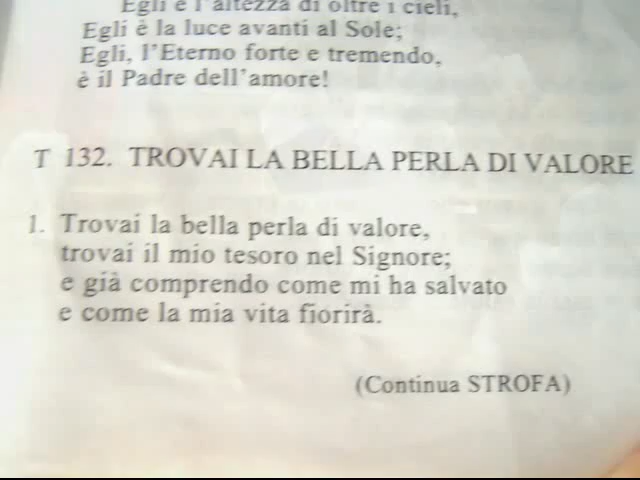 Egli è l'altezza di oltre i cieli,
Egli è la luce avanti al Sole;
Egli, l'Eterno forte e tremendo,
è il Padre dell'amore!
T 132. TROVAI LA BELLA PERLA DI VALORE
1. Trovai la bella perla di valore,
trovai il mio tesoro nel Signore;
e già comprendo come mi ha salvato
e come la mia vita fiorirà.
(Continua STROFA)